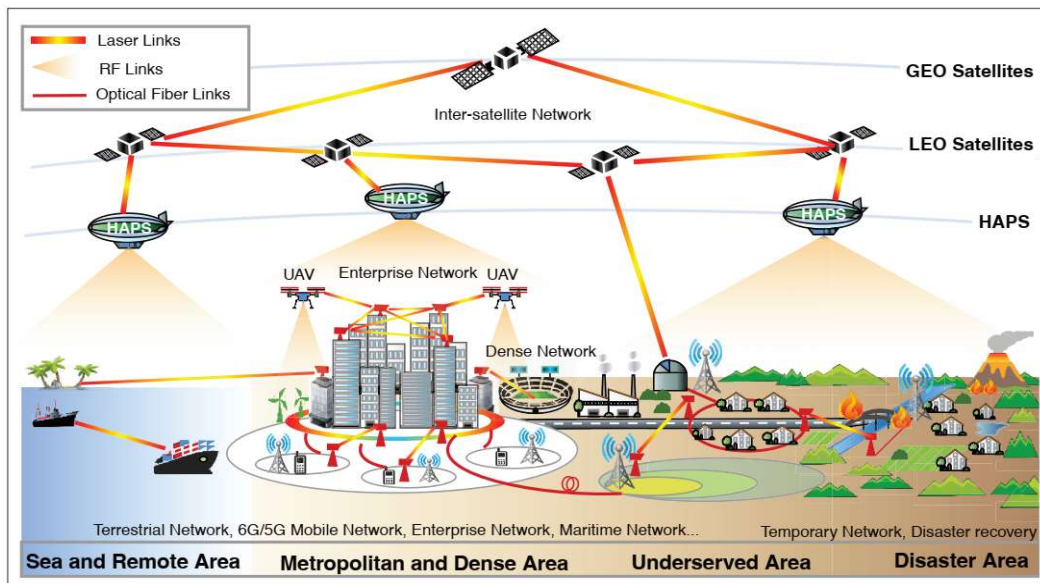 Laser Links
RF Links
Optical Fiber Links
GEO Satellites
Inter-satellite Network
LEO Satellites
HAPS
HAPS
HAPS
HAPS
UAV
Enterprise Network
UAV
Dense Network
Terrestrial Network, 6G/5G Mobile Network, Enterprise Network, Maritime Network...
Temporary Network, Disaster recovery
Sea and Remote Area
Metropolitan and Dense Area
Underserved Area
Disaster Area